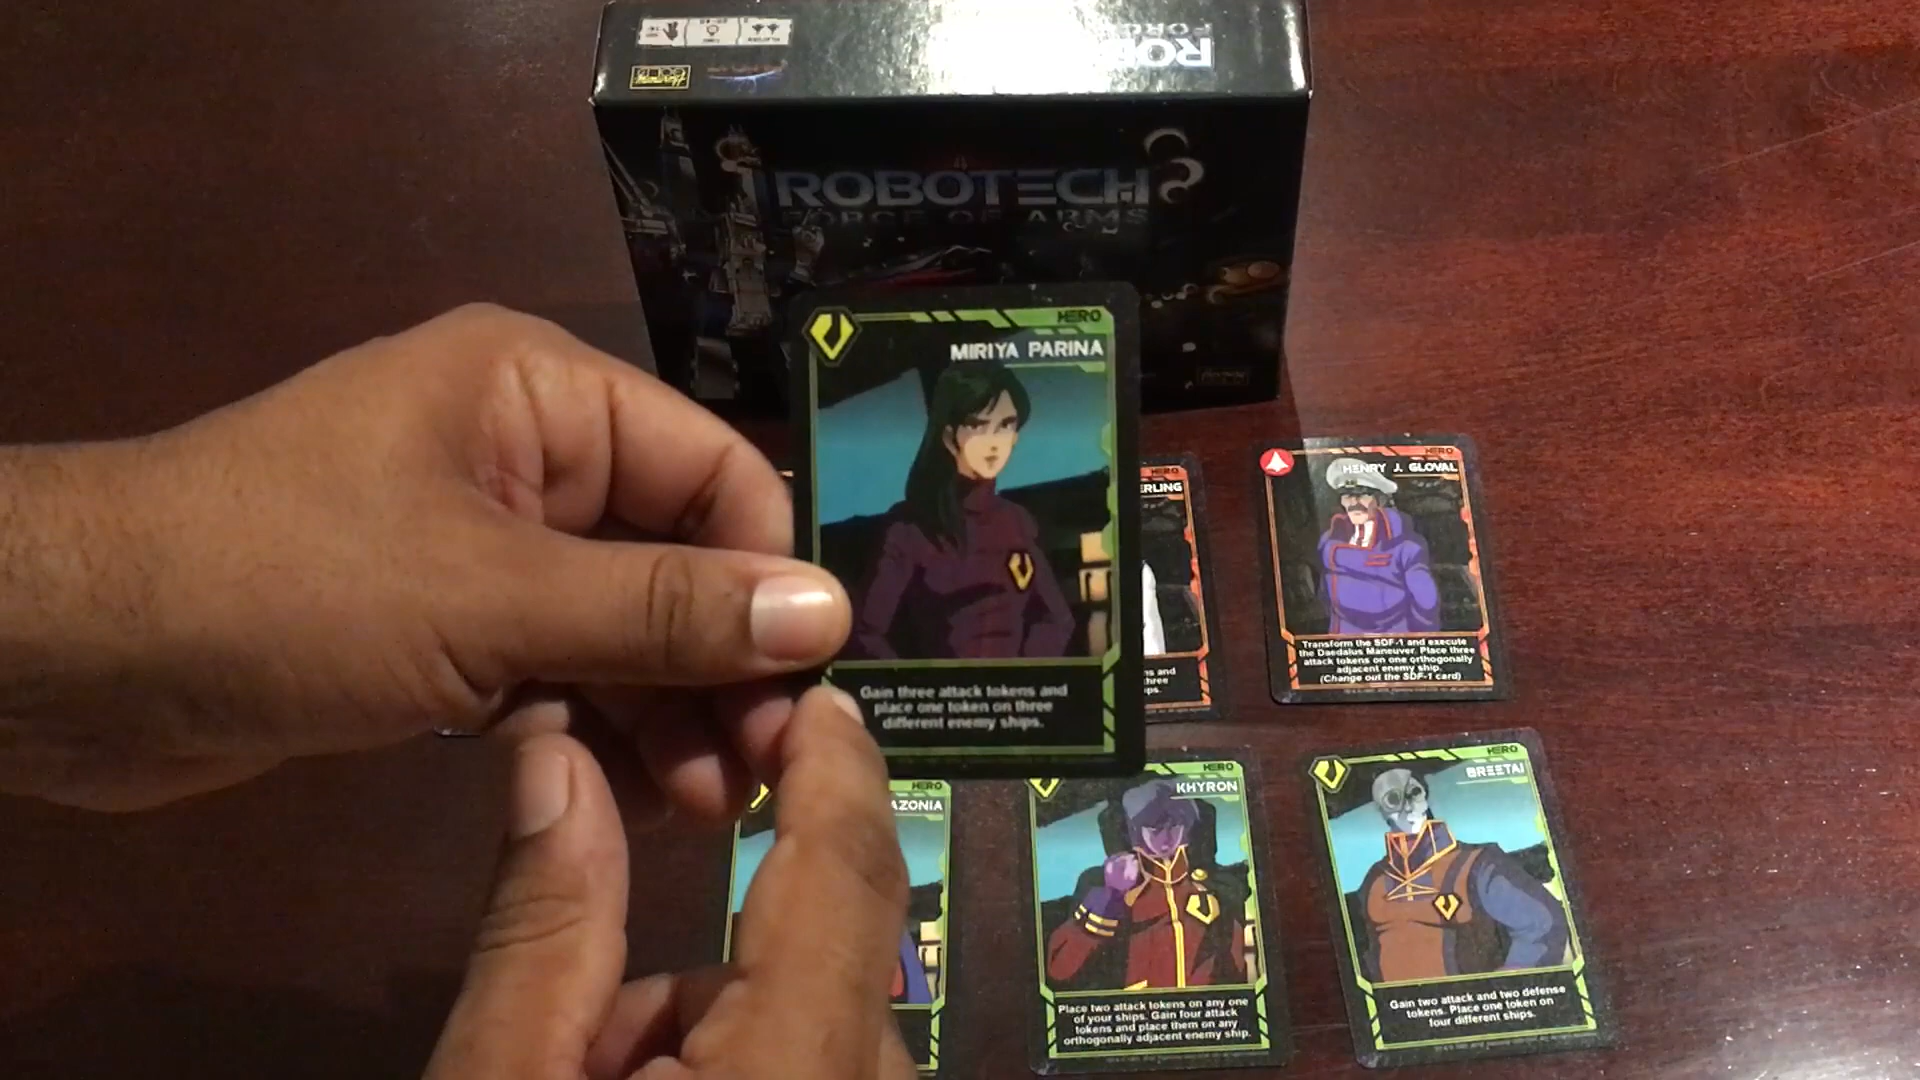 ROBOTECH
FORCE OF ARMS
HERO
MIRIYA PARINA
Gain three attack tokens and
place one token on three
different enemy ships.
HERO
ERLING
HERO
HENRY J. GLOVAL
Transform the SDF-1 and execute
the Daedalus Maneuver. Place three
attack tokens on one orthogonally
adjacent enemy ship.
(Change out the SDF-1 card)
HERO
AZONIA
HERO
KHYRON
Place two attack tokens on any one
of your ships. Gain four attack
tokens and place them on any
orthogonally adjacent enemy ship.
HERO
BREETAI
Gain two attack and two defense
tokens. Place one token on
four different ships.